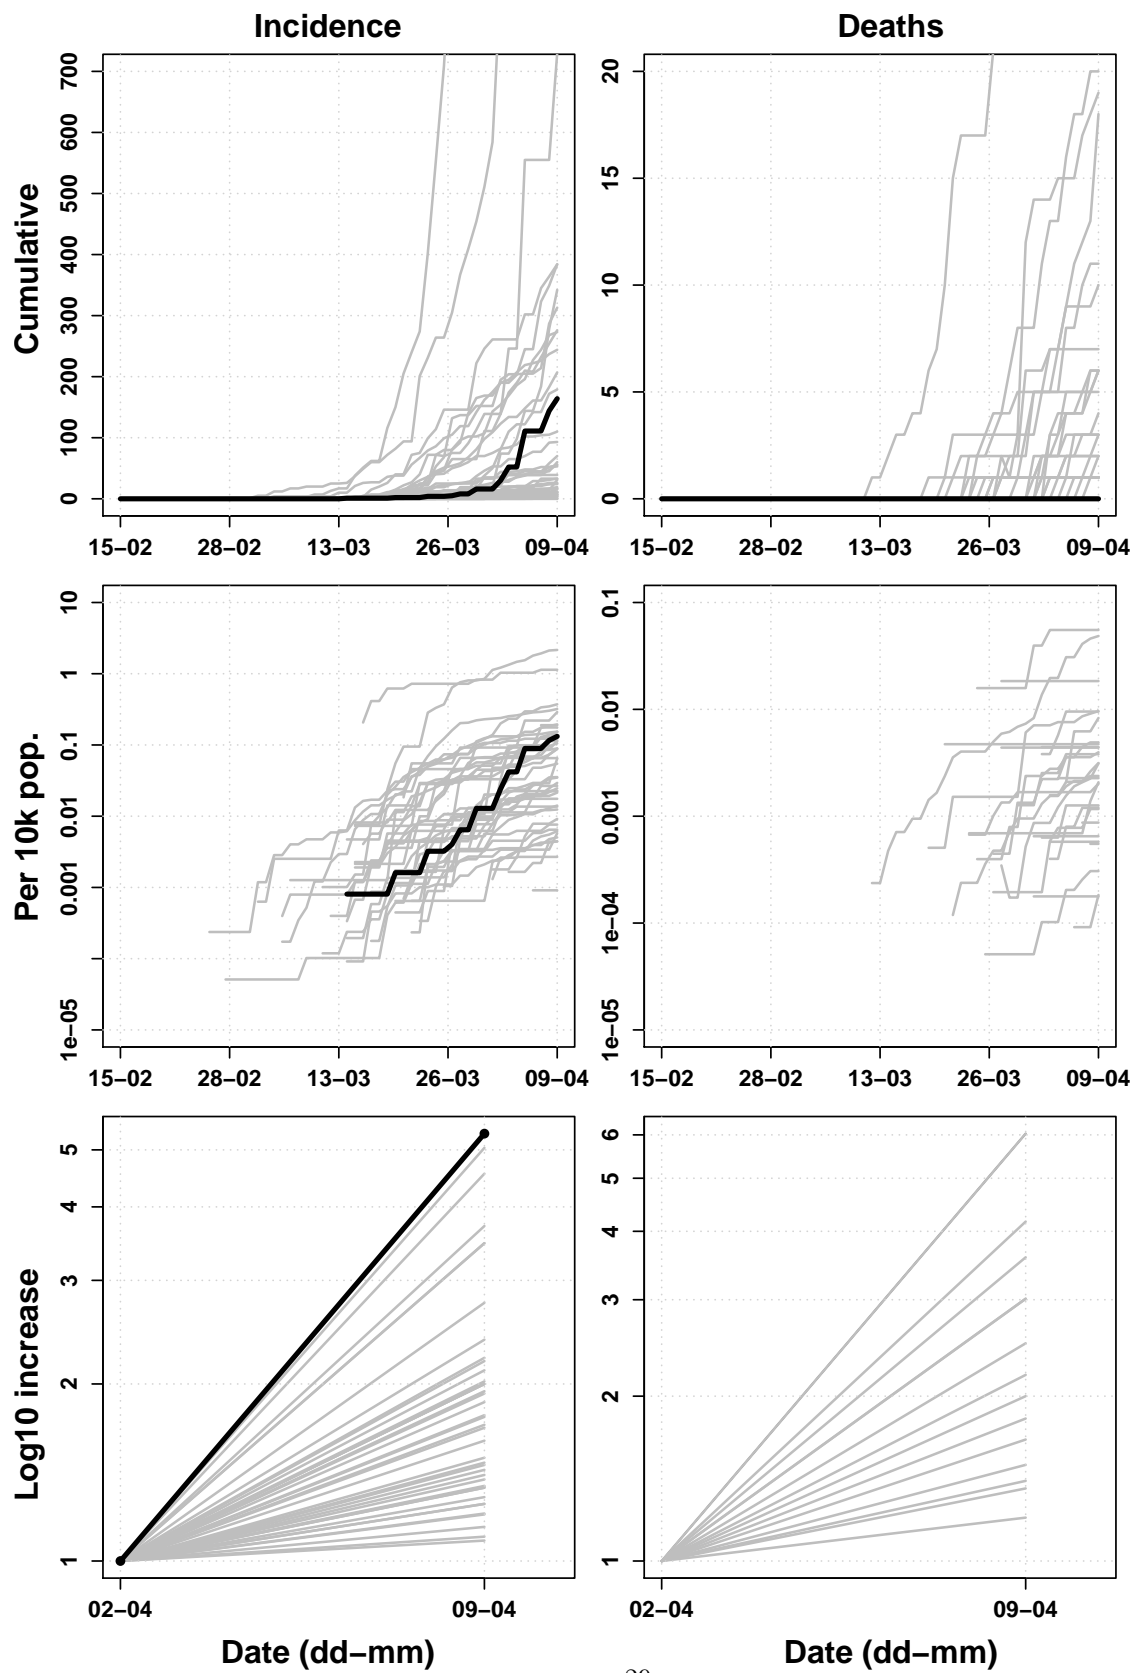 Incidence
Deaths
Cumulative
0 100 200 300 400 500 600 700
15−02 28−02 13−03 26−03 09−04
0 5 10 15 20
15−02 28−02 13−03 26−03 09−04
Per 10k pop.
1e−05 0.001 0.01 0.1 1 10
15−02 28−02 13−03 26−03 09−04
1e−05 1e−04 0.001 0.01 0.1
15−02 28−02 13−03 26−03 09−04
Log10 increase
1 2 3 4 5
02−04 09−04
Date (dd−mm)
1 2 3 4 5 6
02−04 09−04
Date (dd−mm)